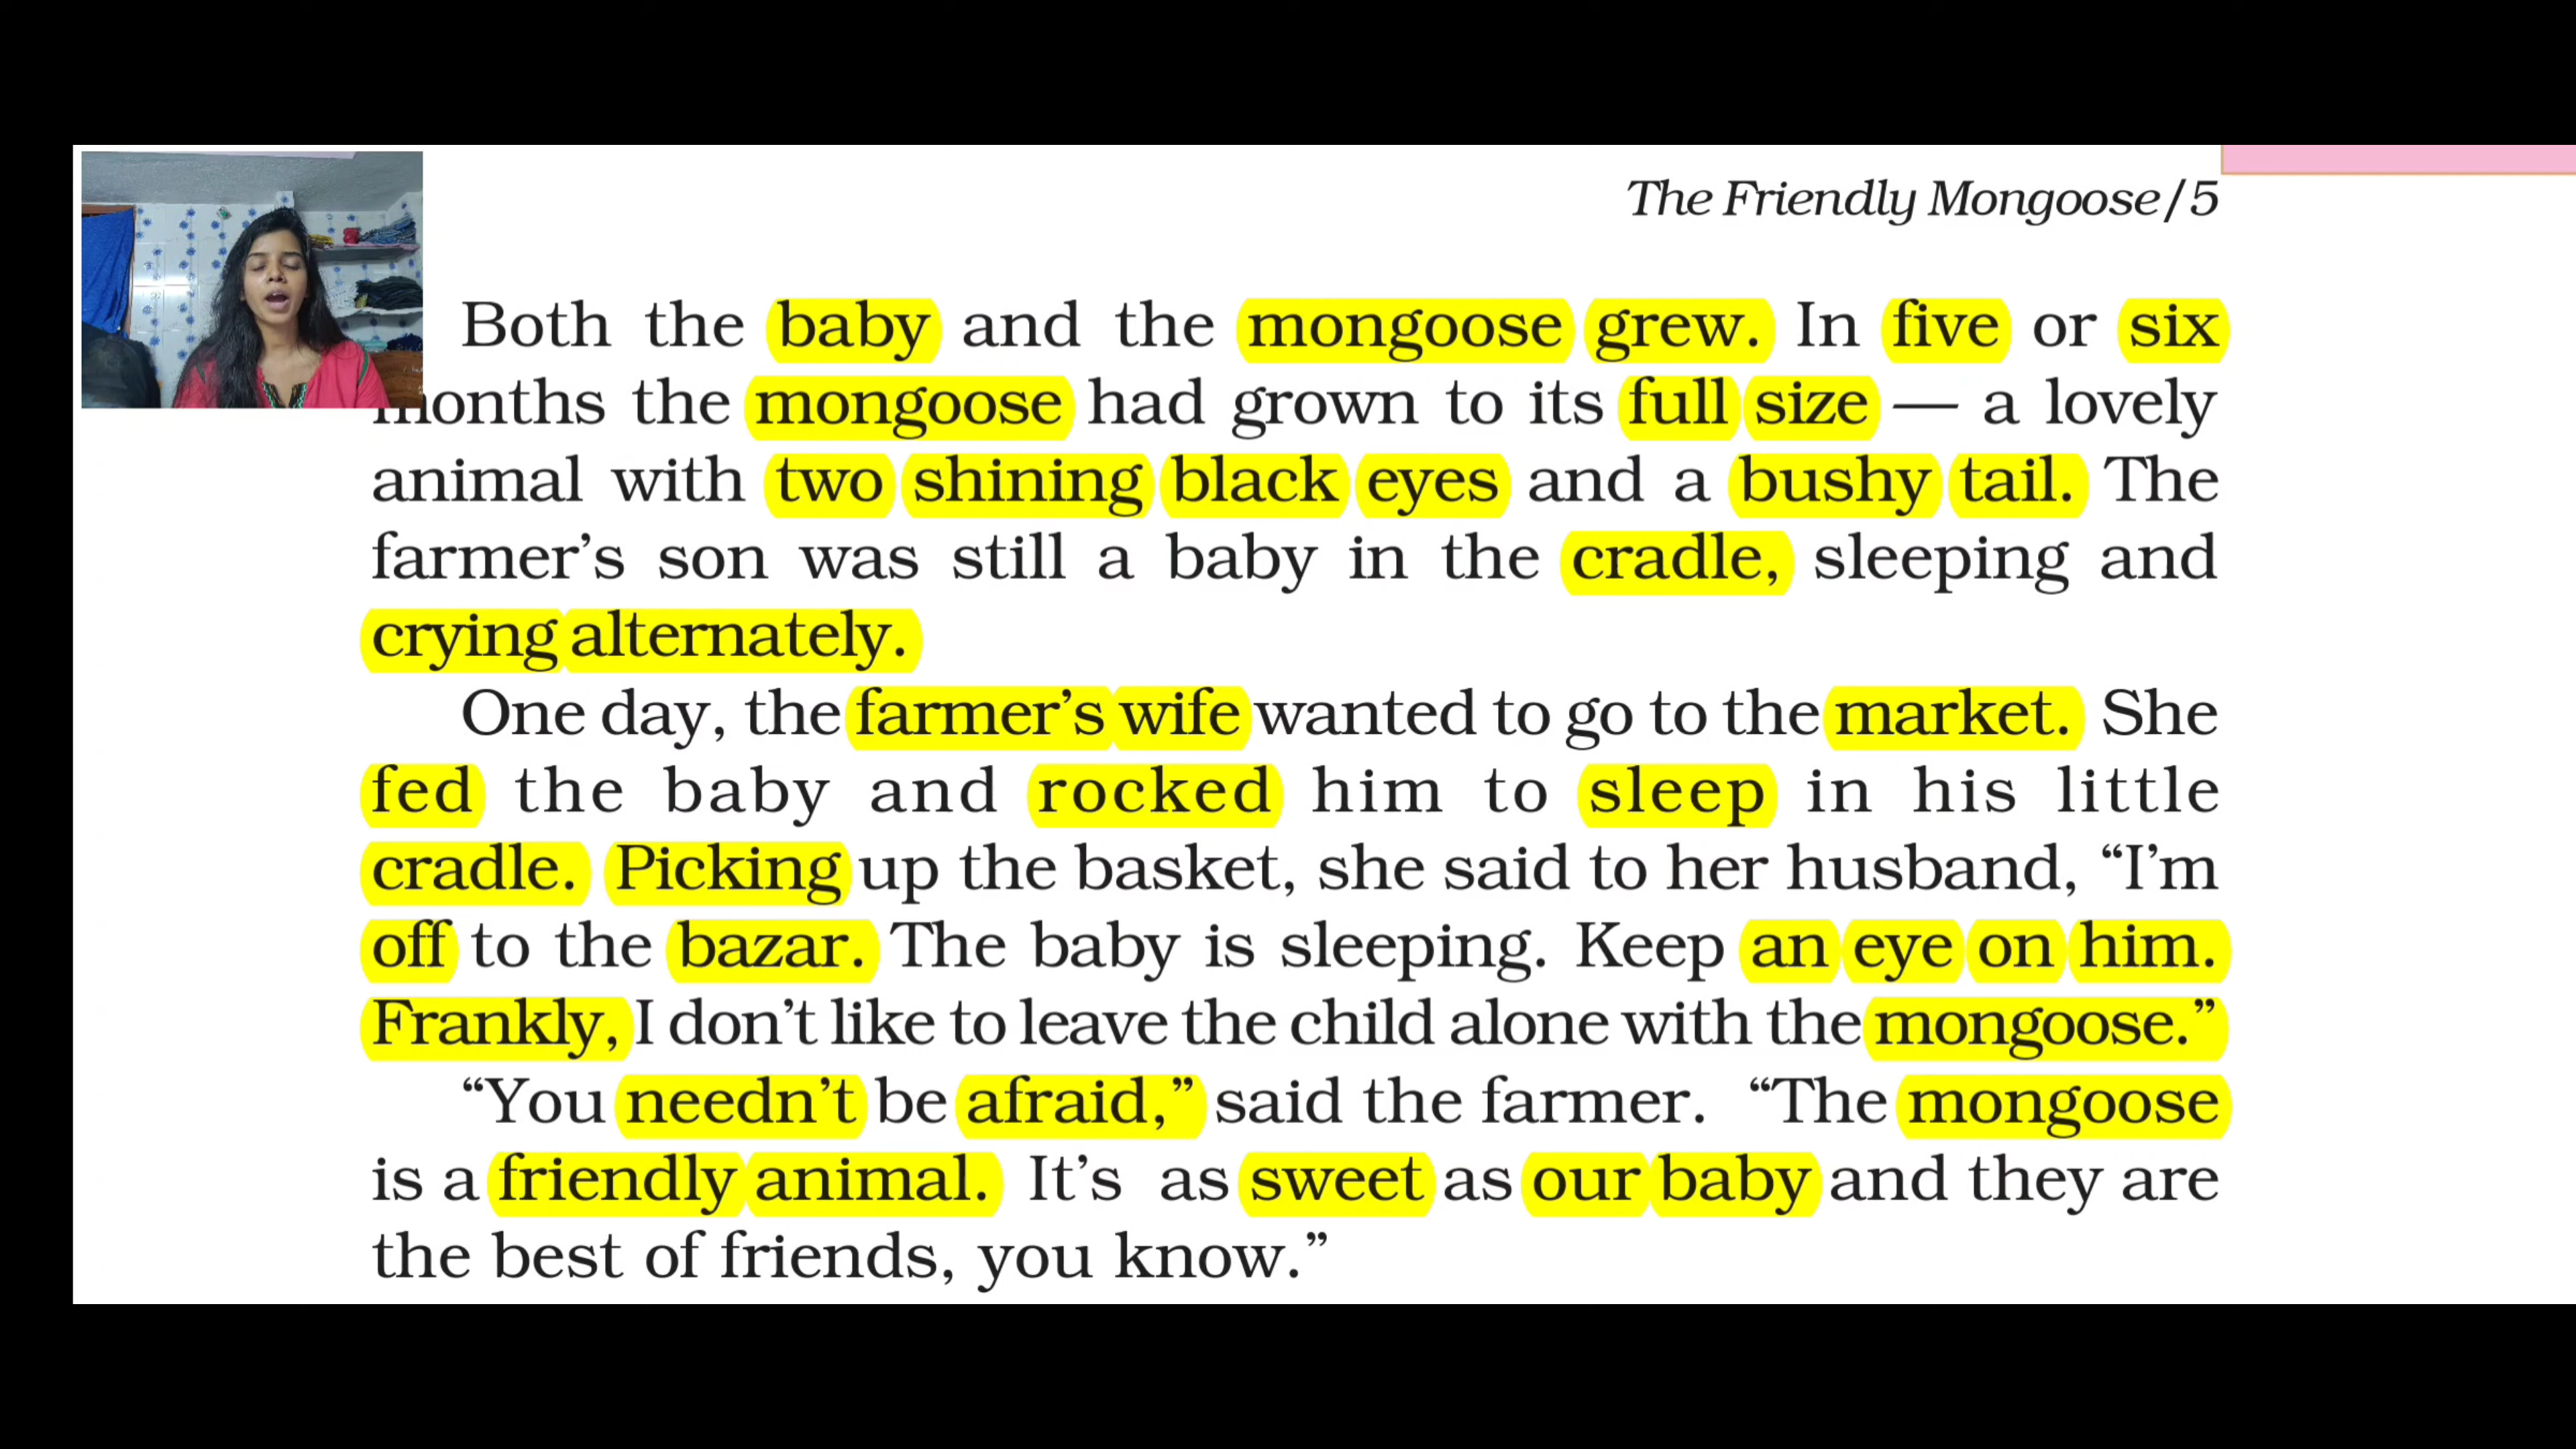 The Friendly Mongoose/5
Both the baby and the mongoose grew. In five or six
months the mongoose had grown to its full size — a lovely
animal with two shining black eyes and a bushy tail. The
farmer’s son was still a baby in the cradle, sleeping and
crying alternately.
One day, the farmer’s wife wanted to go to the market. She
fed the baby and rocked him to sleep in his little
cradle. Picking up the basket, she said to her husband, “I’m
off to the bazar. The baby is sleeping. Keep an eye on him.
Frankly, I don’t like to leave the child alone with the mongoose.”
“You needn’t be afraid,” said the farmer. “The mongoose
is a friendly animal. It’s as sweet as our baby and they are
the best of friends, you know.”